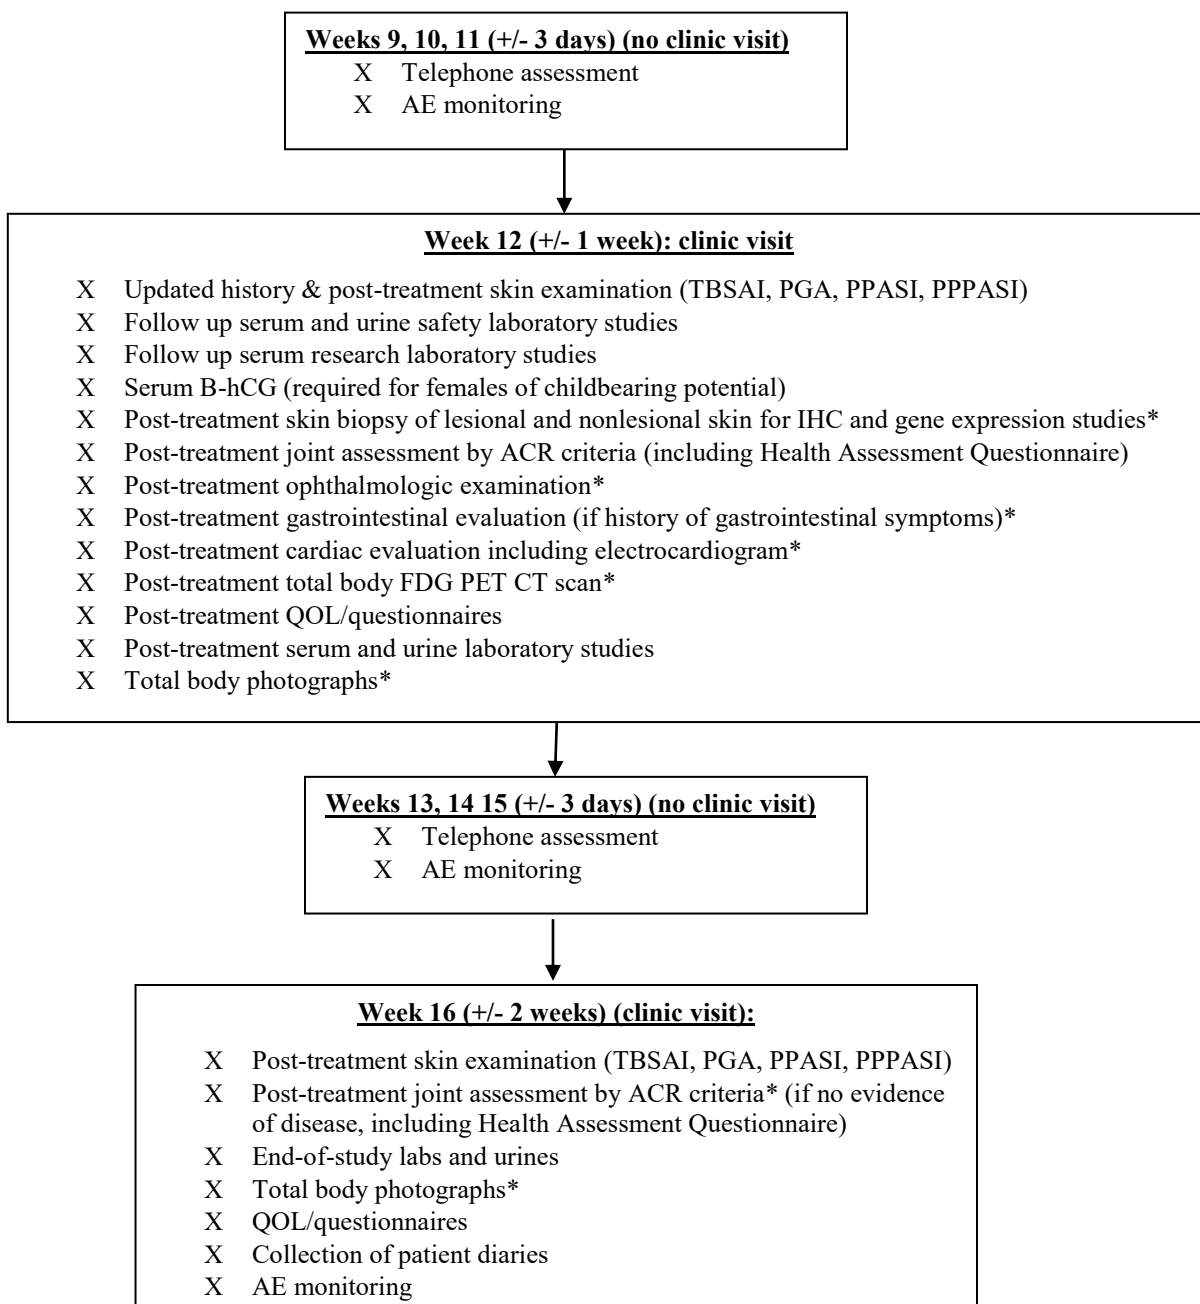 Weeks 9, 10, 11 (+/- 3 days) (no clinic visit)
X Telephone assessment
X AE monitoring
Week 12 (+/- 1 week): clinic visit
X Updated history & post-treatment skin examination (TBSAI, PGA, PPASI, PPPASI)
X Follow up serum and urine safety laboratory studies
X Follow up serum research laboratory studies
X Serum B-hCG (required for females of childbearing potential)
X Post-treatment skin biopsy of lesional and nonlesional skin for IHC and gene expression studies*
X Post-treatment joint assessment by ACR criteria (including Health Assessment Questionnaire)
X Post-treatment ophthalmologic examination*
X Post-treatment gastrointestinal evaluation (if history of gastrointestinal symptoms)*
X Post-treatment cardiac evaluation including electrocardiogram*
X Post-treatment total body FDG PET CT scan*
X Post-treatment QOL/questionnaires
X Post-treatment serum and urine laboratory studies
X Total body photographs*
Weeks 13, 14 15 (+/- 3 days) (no clinic visit)
X Telephone assessment
X AE monitoring
Week 16 (+/- 2 weeks) (clinic visit):
X Post-treatment skin examination (TBSAI, PGA, PPASI, PPPASI)
X Post-treatment joint assessment by ACR criteria* (if no evidence
of disease, including Health Assessment Questionnaire)
X End-of-study labs and urines
X Total body photographs*
X QOL/questionnaires
X Collection of patient diaries
X AE monitoring